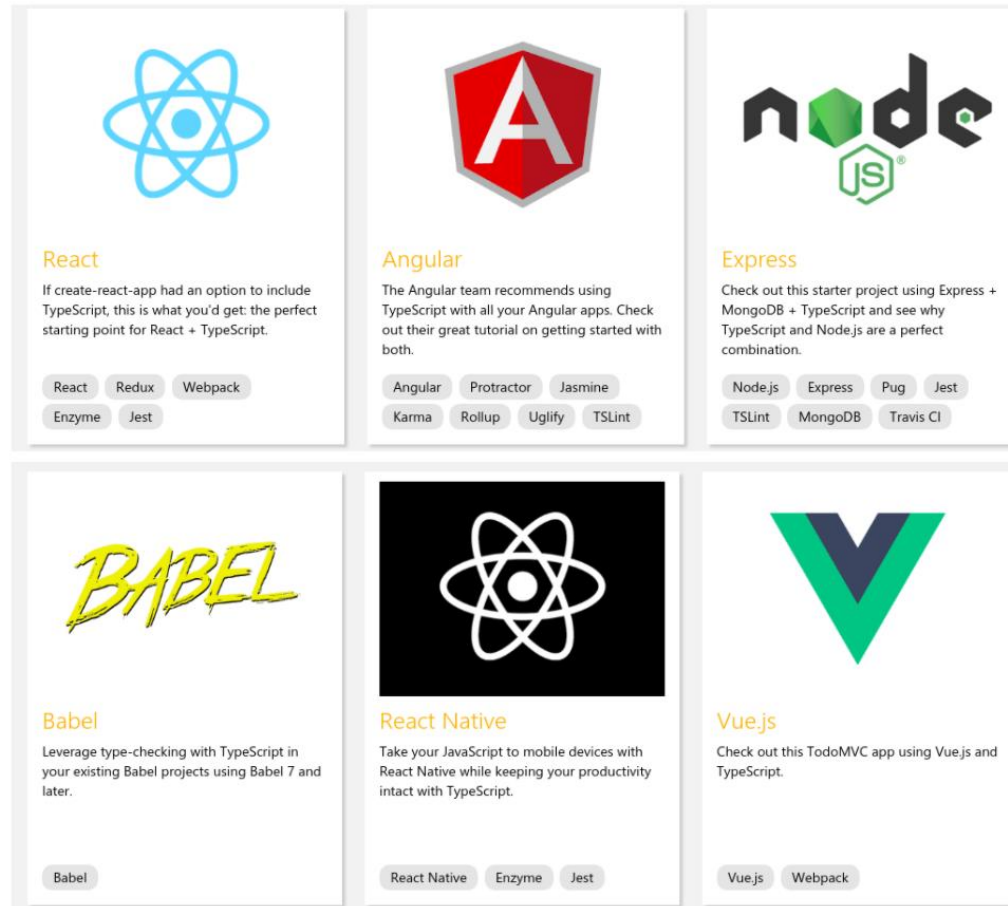 React
If create-react-app had an option to include
TypeScript, this is what you'd get: the perfect
starting point for React + TypeScript.
React Redux Webpack
Enzyme Jest
Angular
The Angular team recommends using
TypeScript with all your Angular apps. Check
out their great tutorial on getting started with
both.
Angular Protractor Jasmine
Karma Rollup Uglify TSLint
node
JS®
Express
Check out this starter project using Express +
MongoDB + TypeScript and see why
TypeScript and Node.js are a perfect
combination.
Node.js Express Pug Jest
TSLint MongoDB Travis CI
BABEL
Babel
Leverage type-checking with TypeScript in
your existing Babel projects using Babel 7 and
later.
Babel
React Native
Take your JavaScript to mobile devices with
React Native while keeping your productivity
intact with TypeScript.
React Native Enzyme Jest
Vue.js
Check out this TodoMVC app using Vue.js and
TypeScript.
Vue.js Webpack